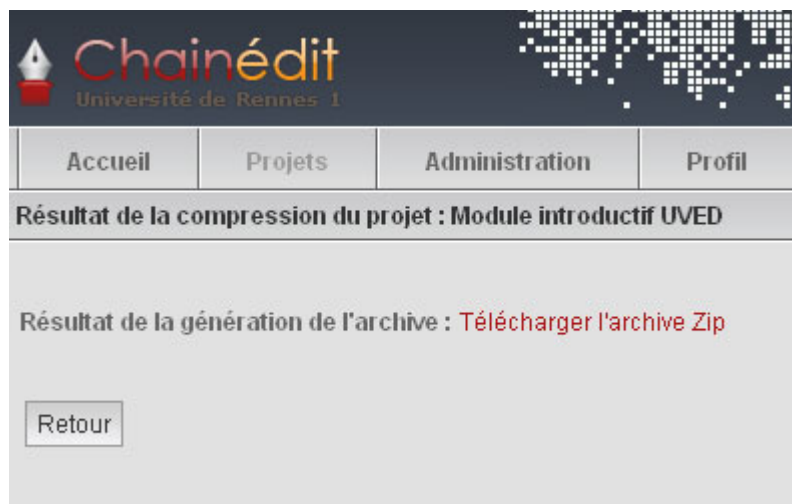 Chainédit
Université de Rennes 1
Accueil
Projets
Administration
Profil
Résultat de la compression du projet : Module introductif UVED
Résultat de la génération de l'archive : Télécharger l'archive Zip
Retour